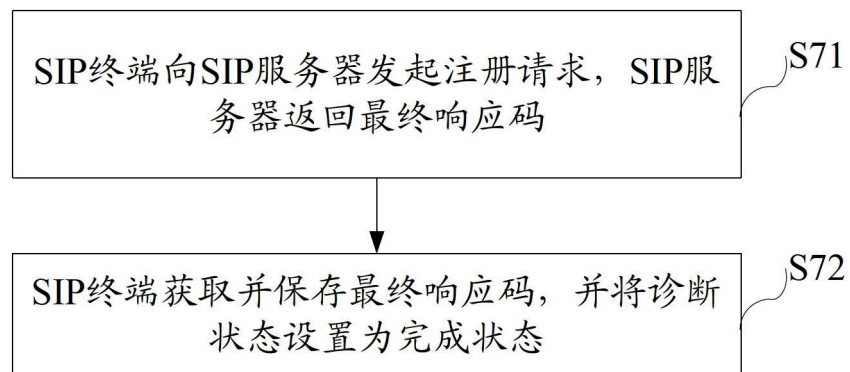 SIP终端向SIP服务器发起注册请求，SIP服
务器返回最终响应码
S71
SIP终端获取并保存最终响应码，并将诊断
状态设置为完成状态
S72